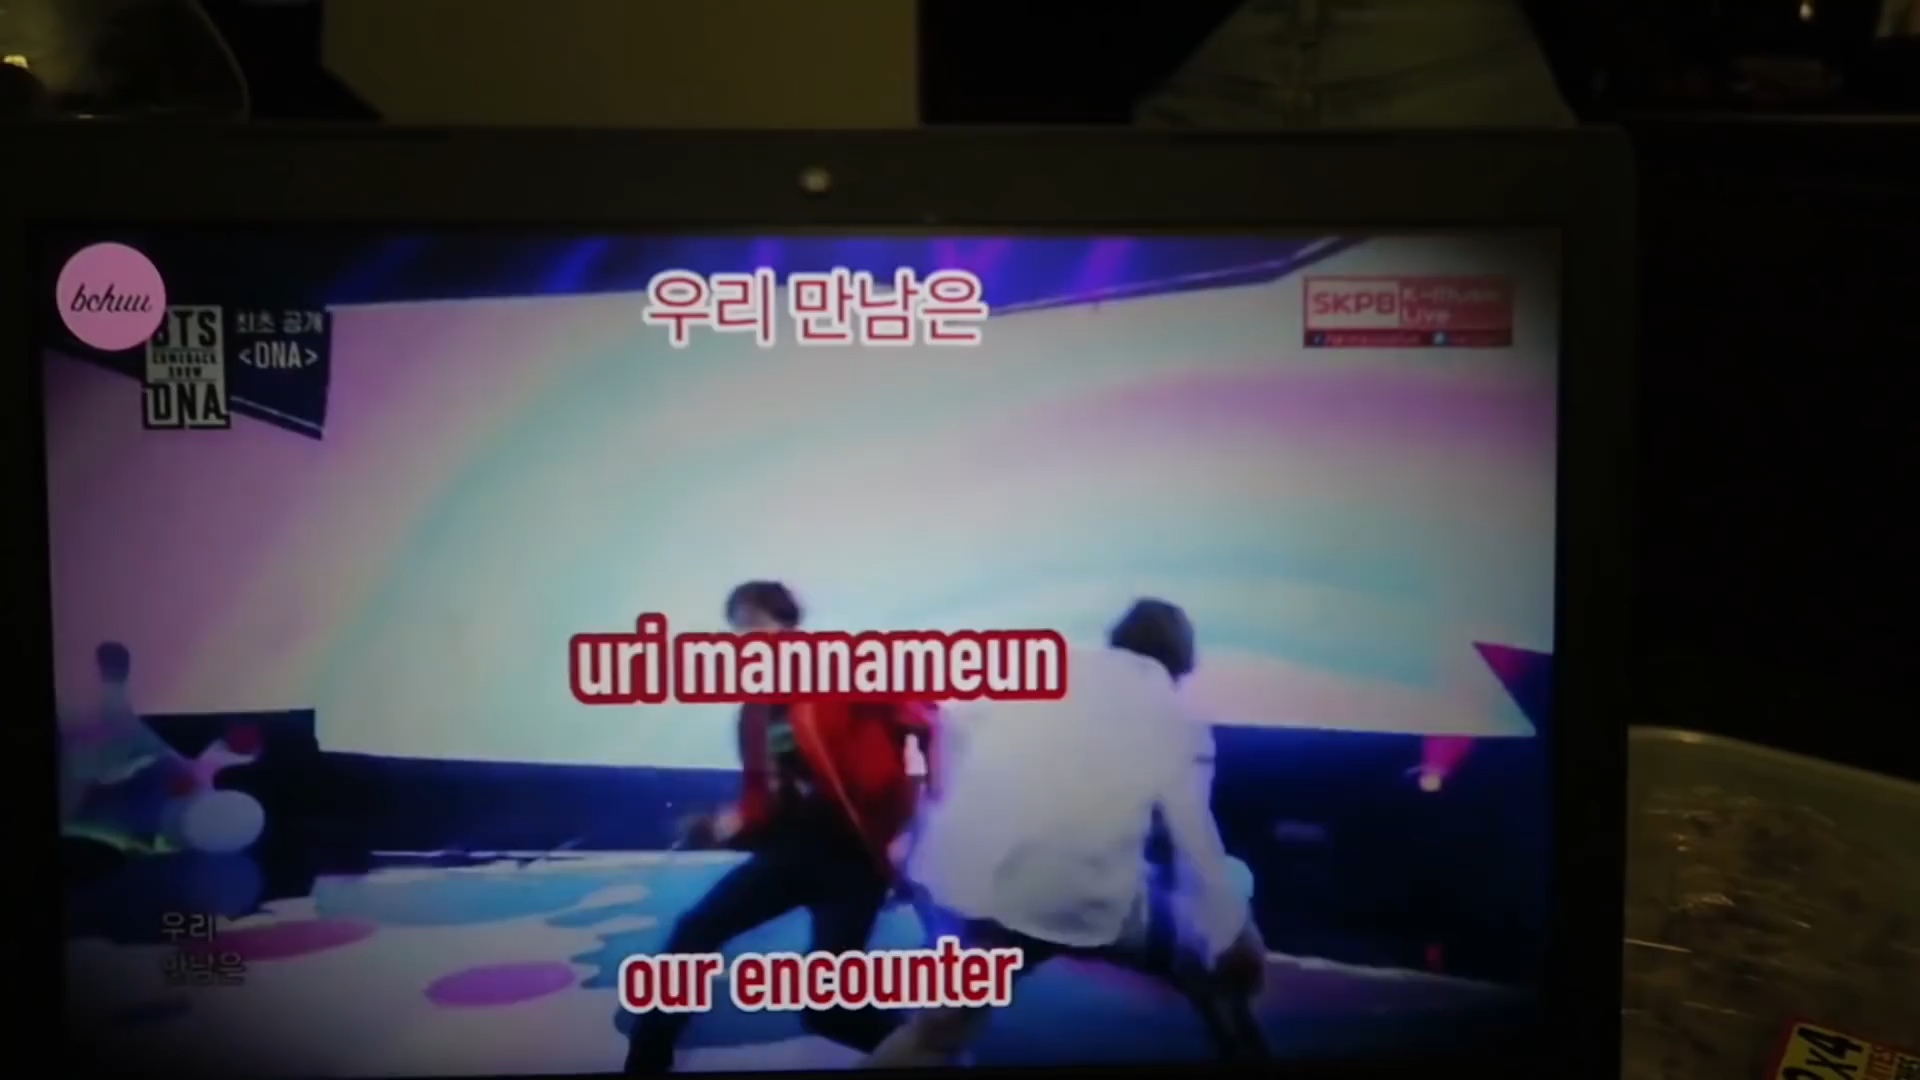 우리 만남은
bchuu
BTS
COMEBACK
SHOW
DNA
최초 공개
<DNA>
SKPB
Live
uri mannameun
우리
만남은
our encounter